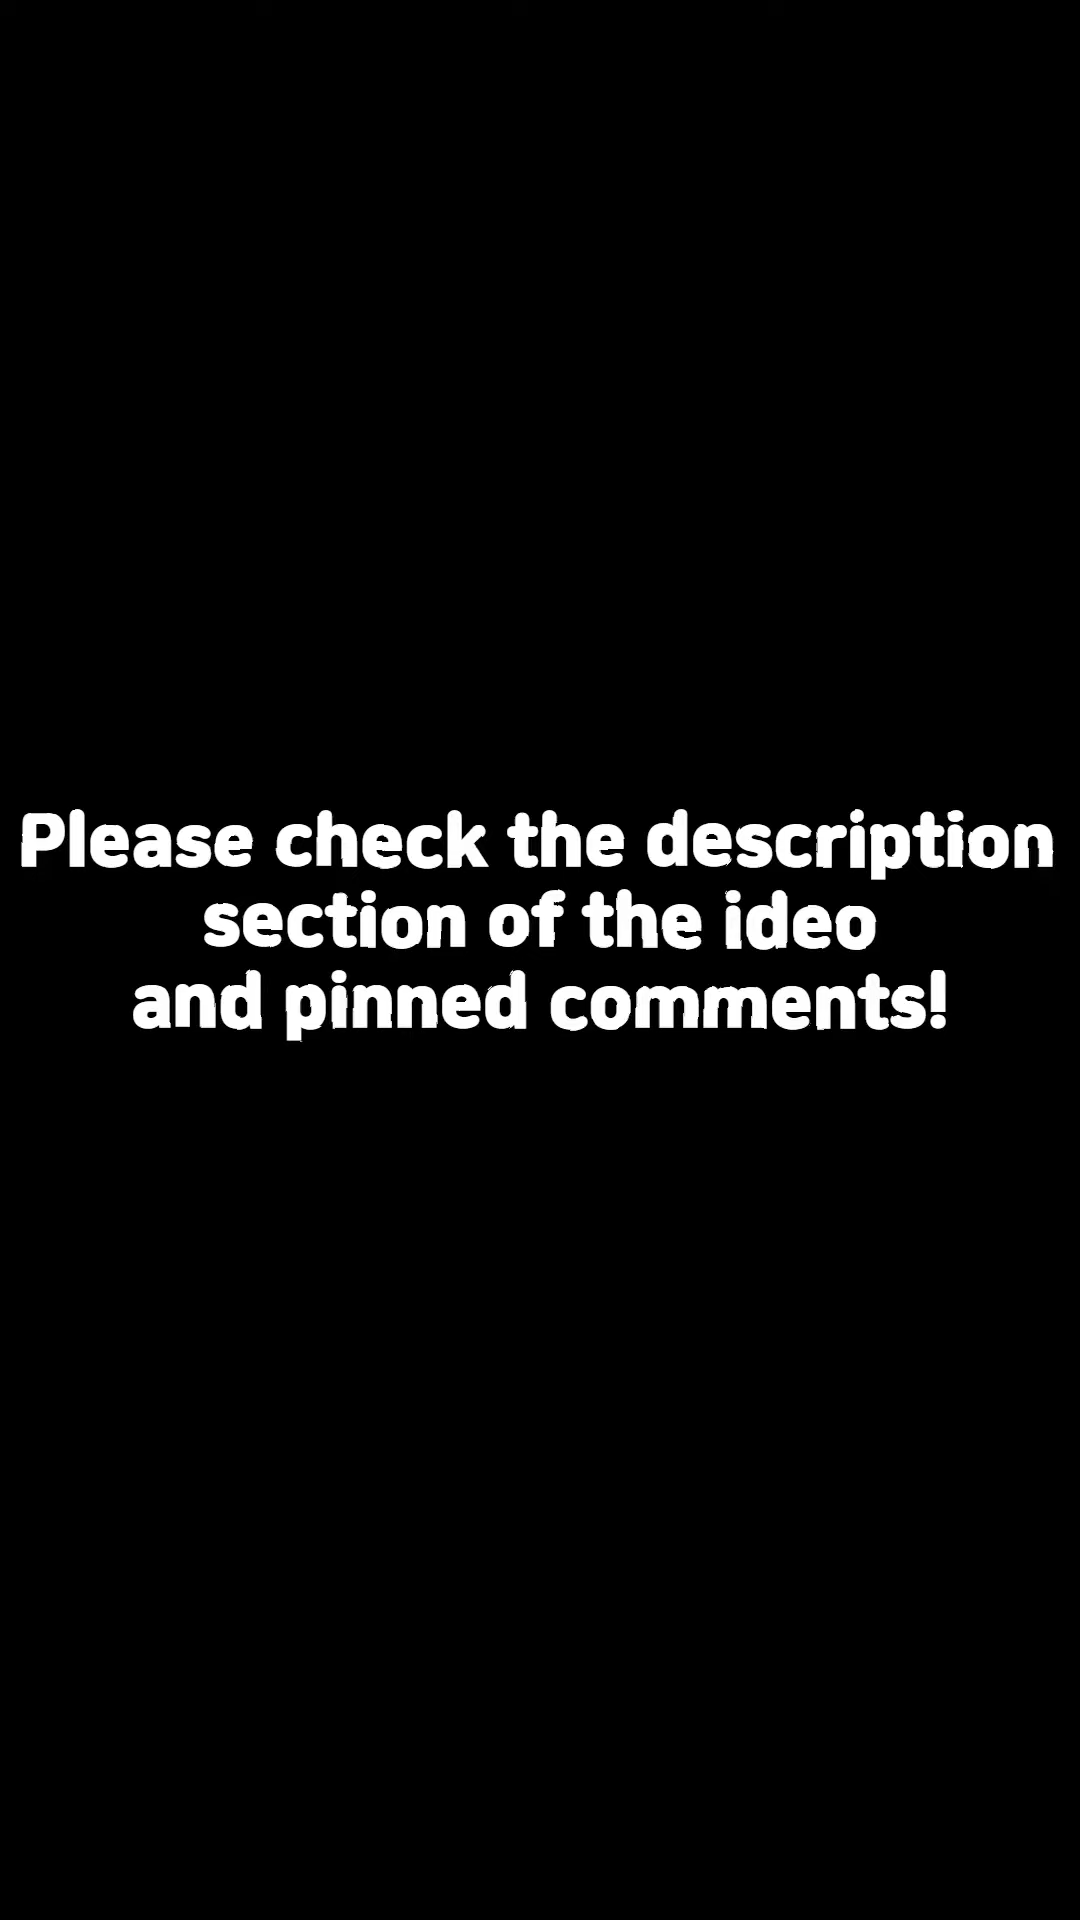 Please check the description
section of the ideo
and pinned comments!